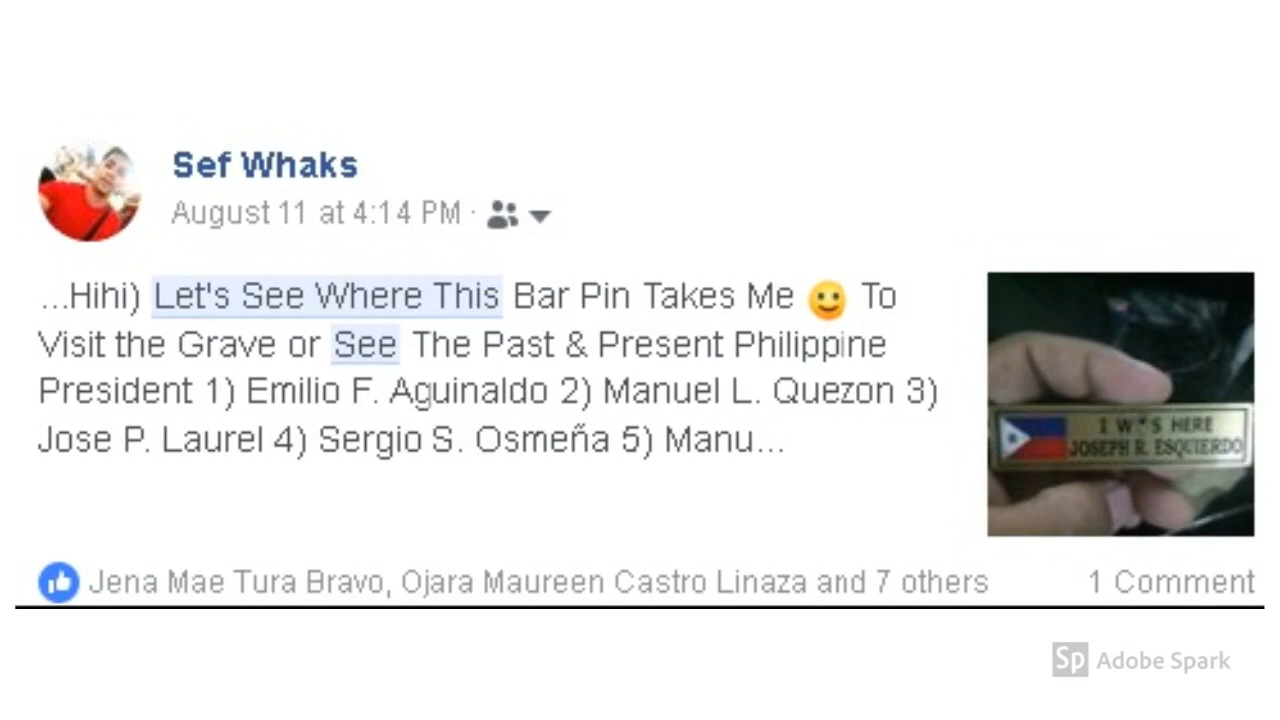 Sef Whaks
August 11 at 4:14 PM ·
...Hihi) Let's See Where This Bar Pin Takes Me 🙂 To
Visit the Grave or See The Past & Present Philippine
President 1) Emilio F. Aguinaldo 2) Manuel L. Quezon 3)
Jose P. Laurel 4) Sergio S. Osmeña 5) Manu...
I W*S HERE
JOSEPH R. ESQUIERDO
Jena Mae Tura Bravo, Ojara Maureen Castro Linaza and 7 others
1 Comment
Sp Adobe Spark